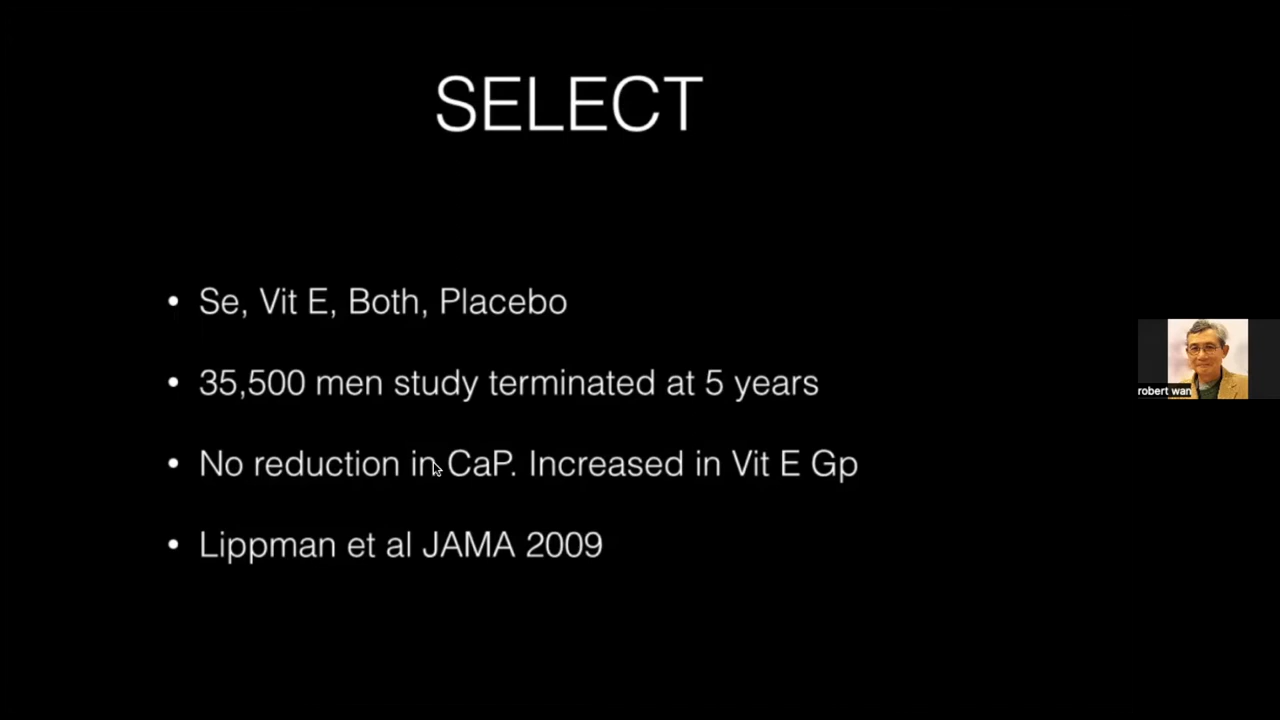 SELECT
• Se, Vit E, Both, Placebo
• 35,500 men study terminated at 5 years
• No reduction in CaP. Increased in Vit E Gp
• Lippman et al JAMA 2009
robert wan